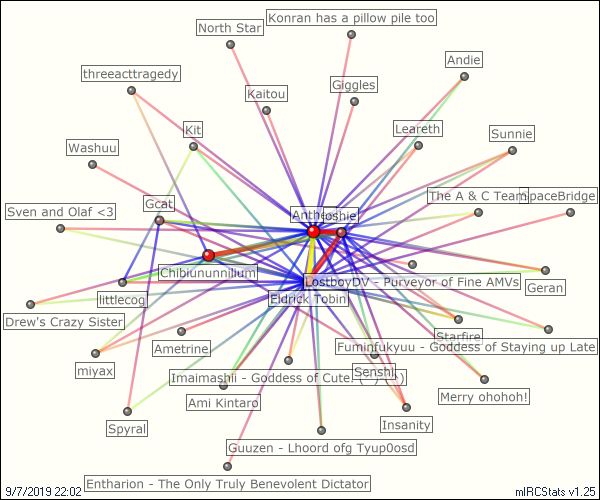 Konran has a pillow pile too
North Star
Andie
threeacttragedy
Giggles
Kaitou
Kit
Leareth
Sunnie
Washuu
The A & C Team
SpaceBridge
Gcat
Sven and Olaf <3
Chibirunnnjilum
LostboyDV - Purveyor of Fine AMVs
Geran
littlecog
Eldrick Tobin
Drew's Crazy Sister
Starfire
Ametrine
Fuminfukyuu - Goddess of Staying up Late
miyax
Imaimashii - Goddess of Cute!
Senshi
Merry ohohoh!
Ami Kintaro
Spyral
Insanity
Guuzen - Lhoord ofg Tyup0osd
Entharion - The Only Truly Benevolent Dictator
9/7/2019 22:02
mIRCStats v1.25